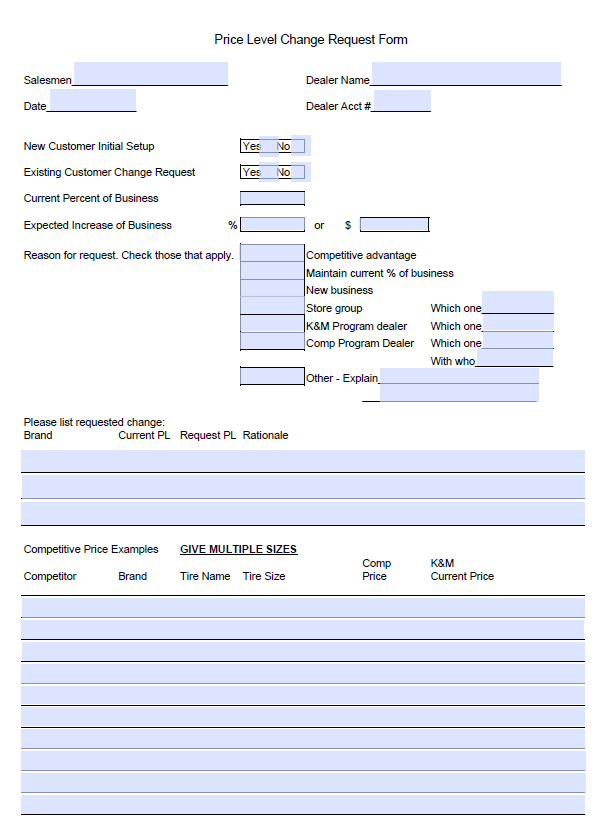 Price Level Change Request Form
Salesmen Dealer Name
Date Dealer Acct #
New Customer Initial Setup Yes No
Existing Customer Change Request Yes No
Current Percent of Business
Expected Increase of Business % or $
Reason for request. Check those that apply. Competitive advantage
Maintain current % of business
New business
Store group Which one
K&M Program dealer Which one
Comp Program Dealer Which one
With who
Other - Explain
Please list requested change:
Brand Current PL Request PL Rationale
Competitive Price Examples GIVE MULTIPLE SIZES
Comp K&M
Competitor Brand Tire Name Tire Size Price Current Price